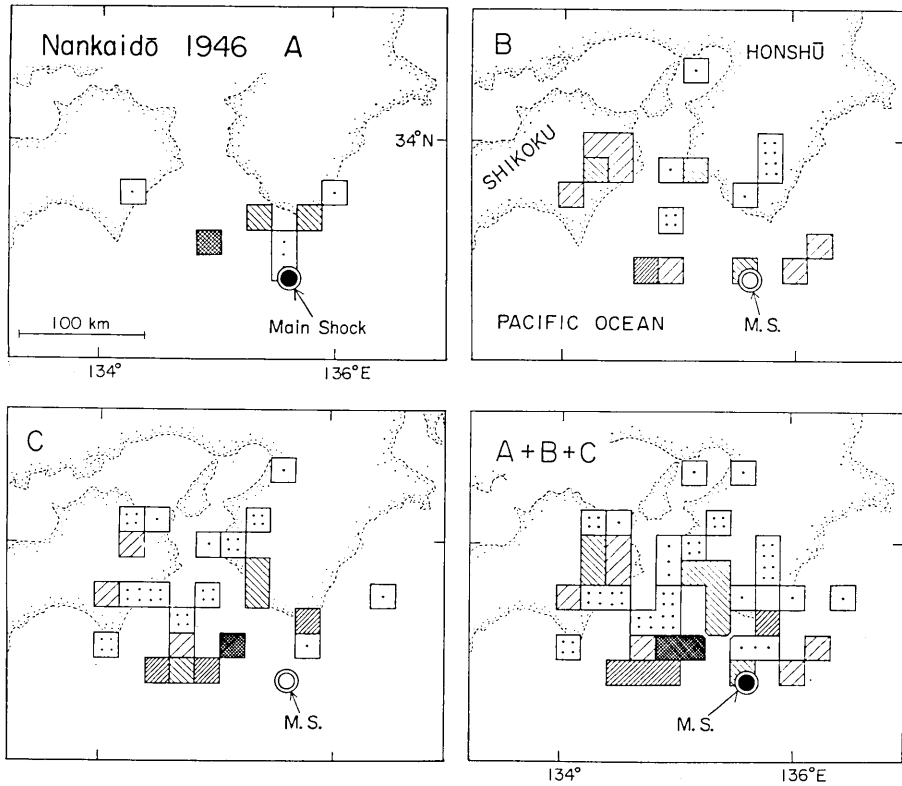 Nankaidō 1946 A
34°N
Main Shock
100 km
134°
136°E
B
HONSHŪ
SHIKOKU
PACIFIC OCEAN
M.S.
C
M.S.
A+B+C
M.S.
134°
136°E